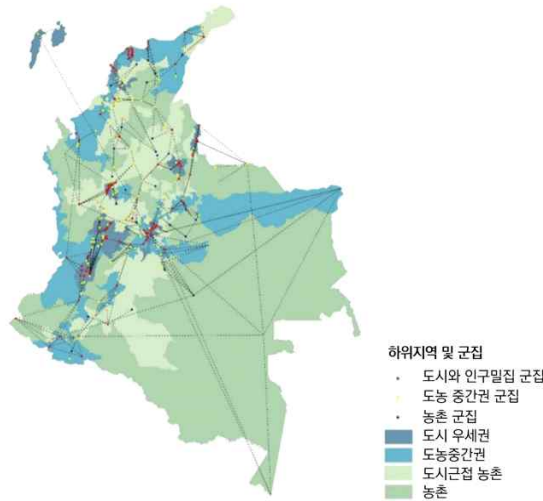 하위지역 및 군집
도시와 인구밀집 군집
도농 중간권 군집
농촌 군집
도시 우세권
도농중간권
도시근접 농촌
농촌